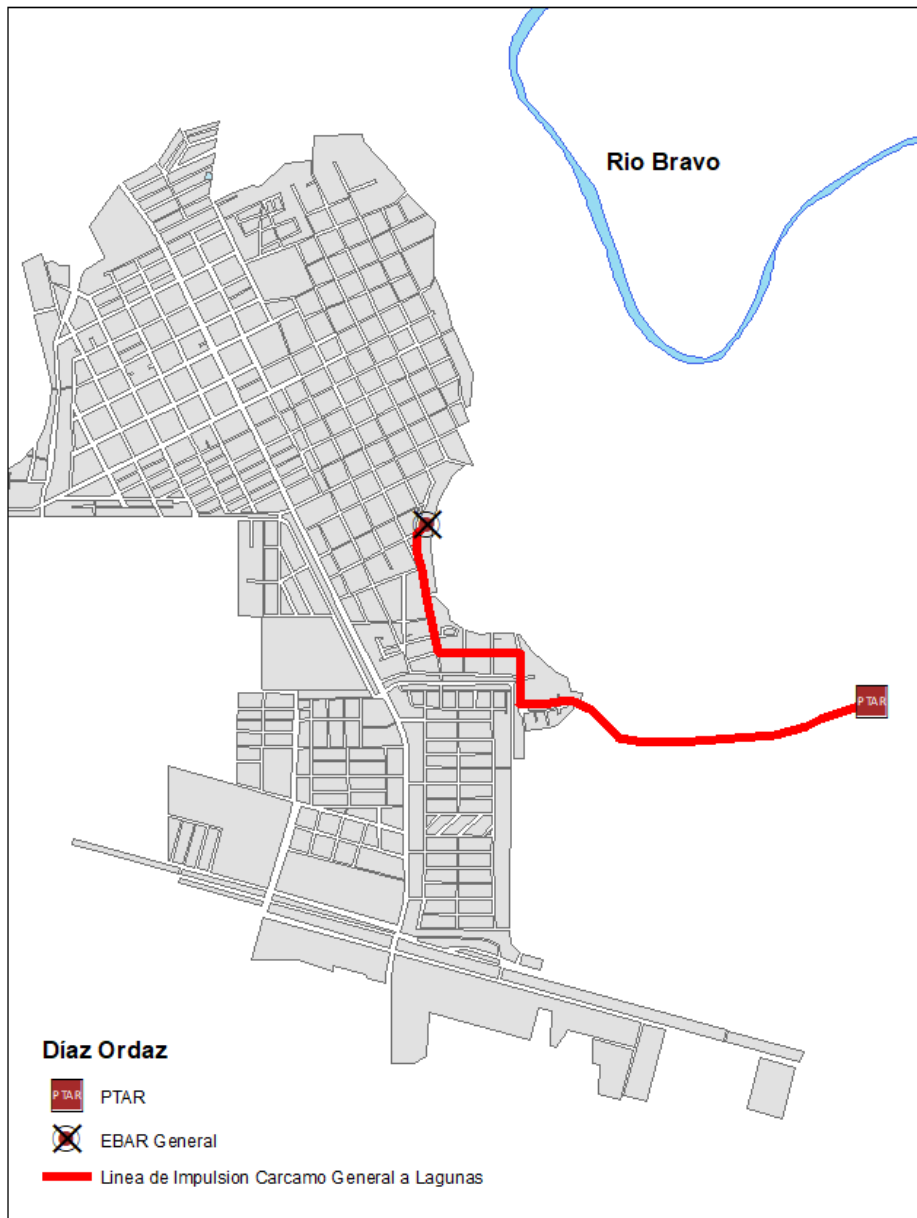 Rio Bravo
PTAR
Díaz Ordaz
PTAR PTAR
EBAR General
Linea de Impulsion Carcamo General a Lagunas